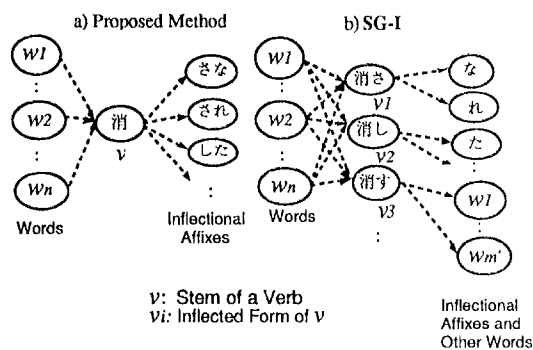 a) Proposed Method
w1
w2
:
wn
Words
消
v
さな
され
した
:
Inflectional
Affixes
b) SG-I
w1
:
w2
:
wn
Words
消さ
v1
消し
v2
消す
v3
:
な
れ
た
:
w1
:
wm'
Inflectional
Affixes and
Other Words
v: Stem of a Verb
vi: Inflected Form of v